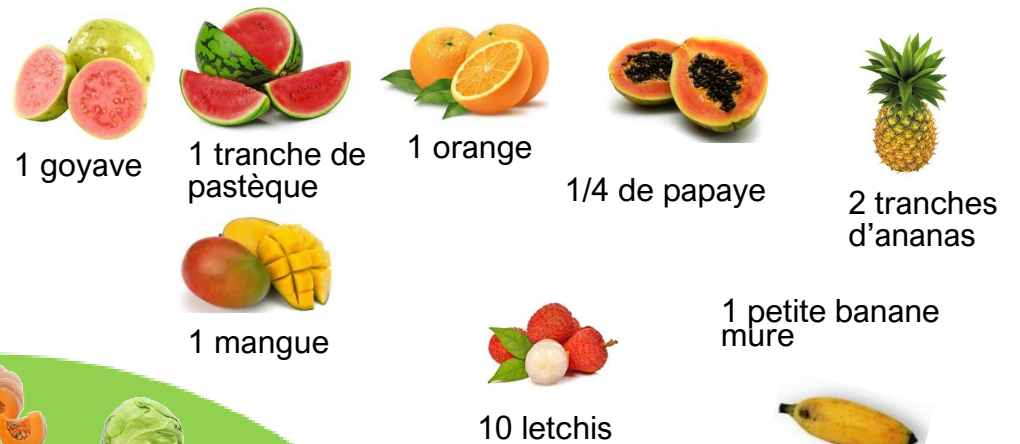 1 goyave
1 tranche de
pastèque
1 orange
1/4 de papaye
2 tranches
d’ananas
1 mangue
10 letchis
1 petite banane
mure